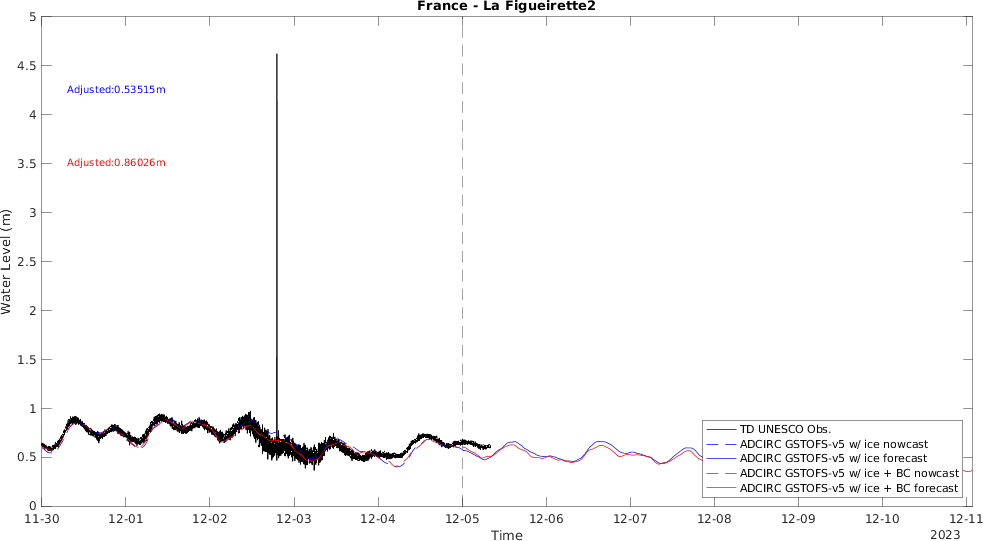 France - La Figueirette2
Adjusted:0.53515m
Adjusted:0.86026m
Water Level (m)
5
4.5
4
3.5
3
2.5
2
1.5
1
0.5
0
TD UNESCO Obs.
ADCIRC GSTOFS-v5 w/ ice nowcast
ADCIRC GSTOFS-v5 w/ ice forecast
ADCIRC GSTOFS-v5 w/ ice + BC nowcast
ADCIRC GSTOFS-v5 w/ ice + BC forecast
11-30 12-01 12-02 12-03 12-04 12-05 12-06 12-07 12-08 12-09 12-10 12-11
Time
2023